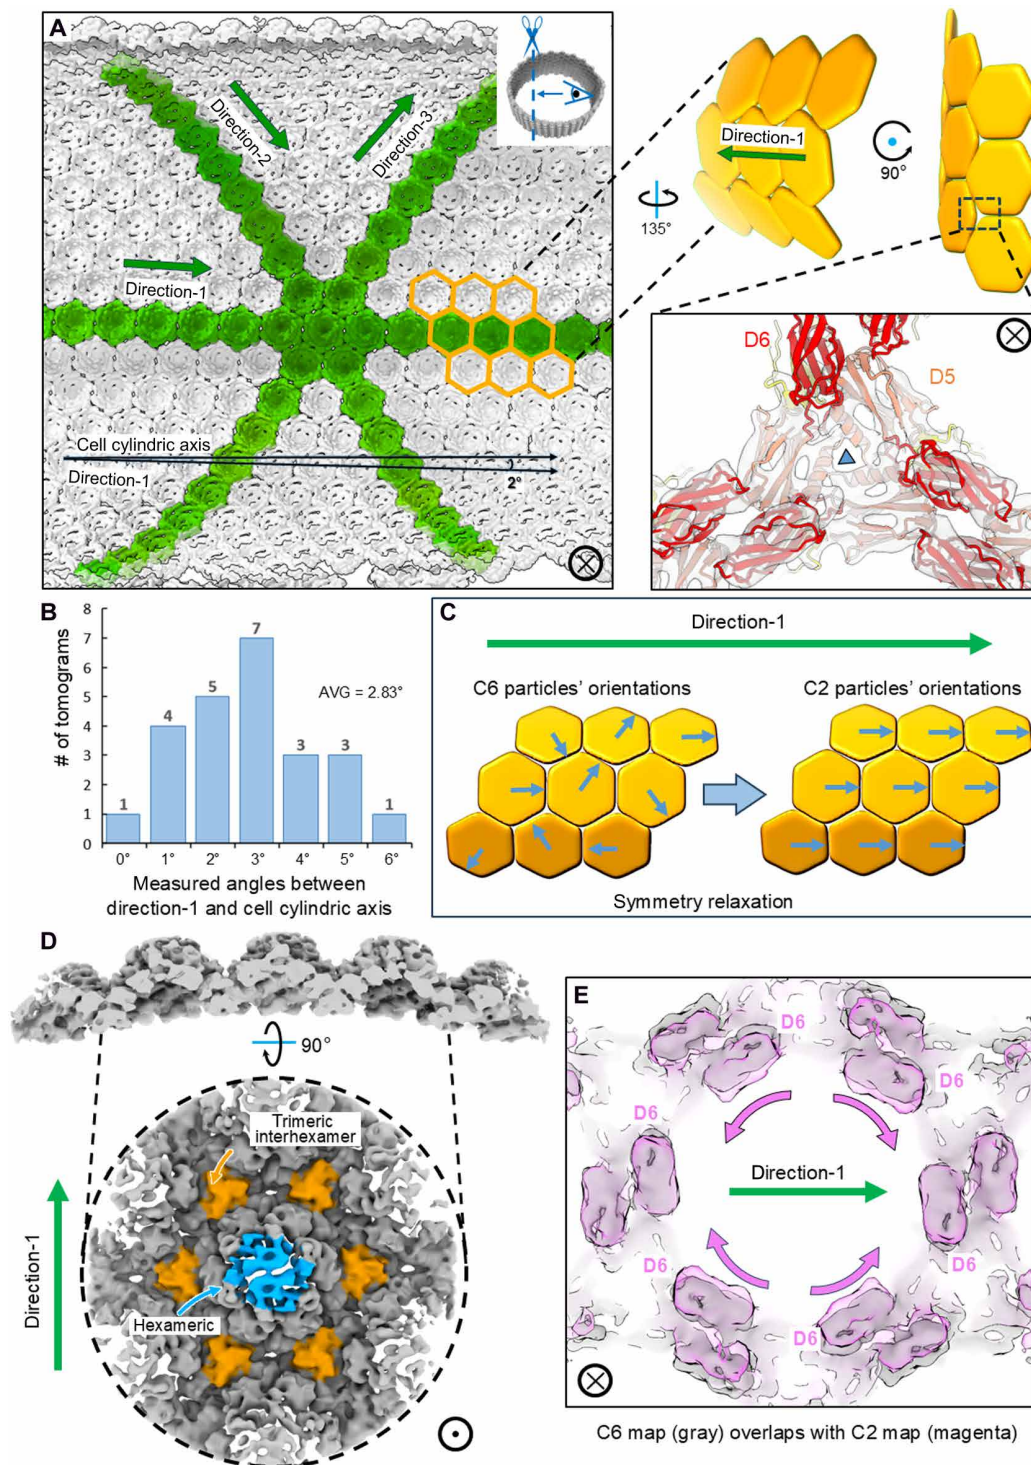 A
Direction-2
Direction-3
Direction-1
Cell cylindric axis
Direction-1
2°
Direction-1
135°
90°
D6
D5
B
8
7
6
5
4
3
2
1
0
# of tomograms
1
4
5
7
3
3
1
AVG = 2.83°
0°
1°
2°
3°
4°
5°
6°
Measured angles between
direction-1 and cell cylindric axis
C
Direction-1
C6 particles' orientations
C2 particles' orientations
Symmetry relaxation
D
90°
Trimeric
interhexamer
Direction-1
Hexameric
E
D6
D6
D6
Direction-1
D6
D6
D6
C6 map (gray) overlaps with C2 map (magenta)